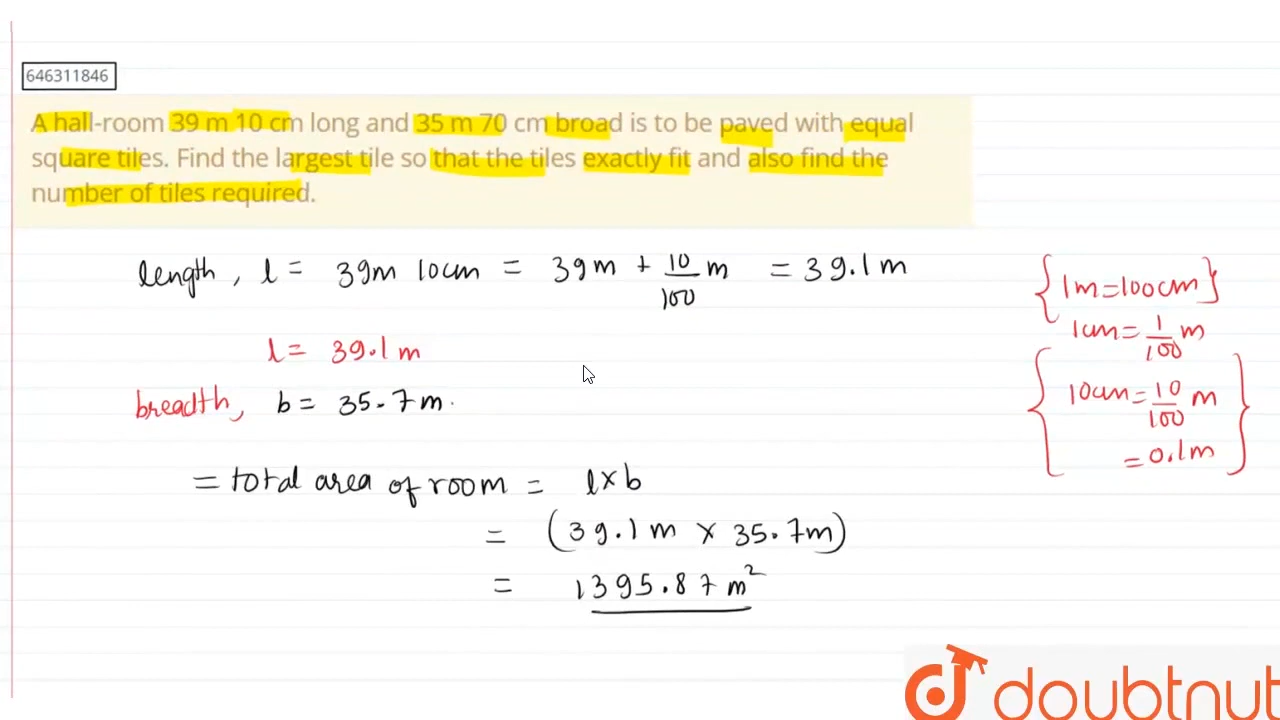 646311846
A hall-room 39 m 10 cm long and 35 m 70 cm broad is to be paved with equal
square tiles. Find the largest tile so that the tiles exactly fit and also find the
number of tiles required.
length, l = 39m 10cm = 39m + 10/100 m = 39.1m
{1m=100cm}
1cm = 1/100 m
l = 39.1m
breadth, b = 35.7m.
{10cm = 10/100 m
= 0.1m}
= total area of room = l×b
= (39.1m × 35.7m)
= 1395.87 m²
doubtnut